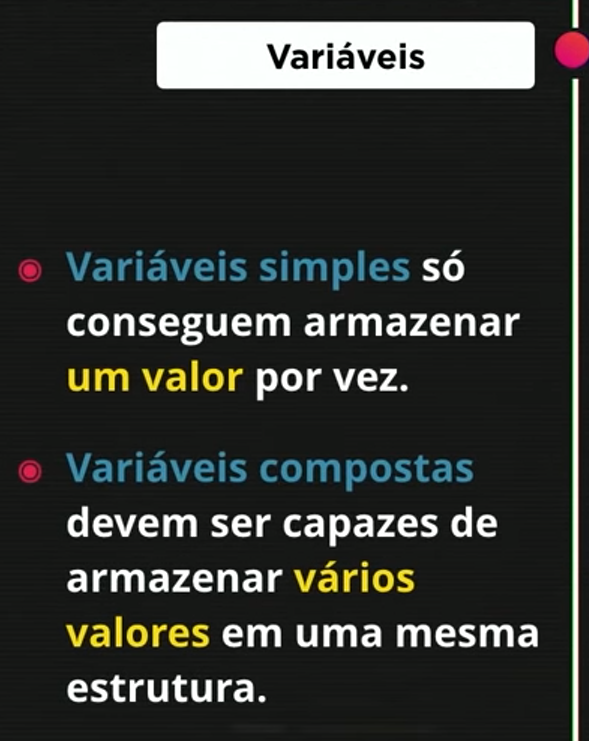 Variáveis
Variáveis simples só
conseguem armazenar
um valor por vez.
Variáveis compostas
devem ser capazes de
armazenar vários
valores em uma mesma
estrutura.